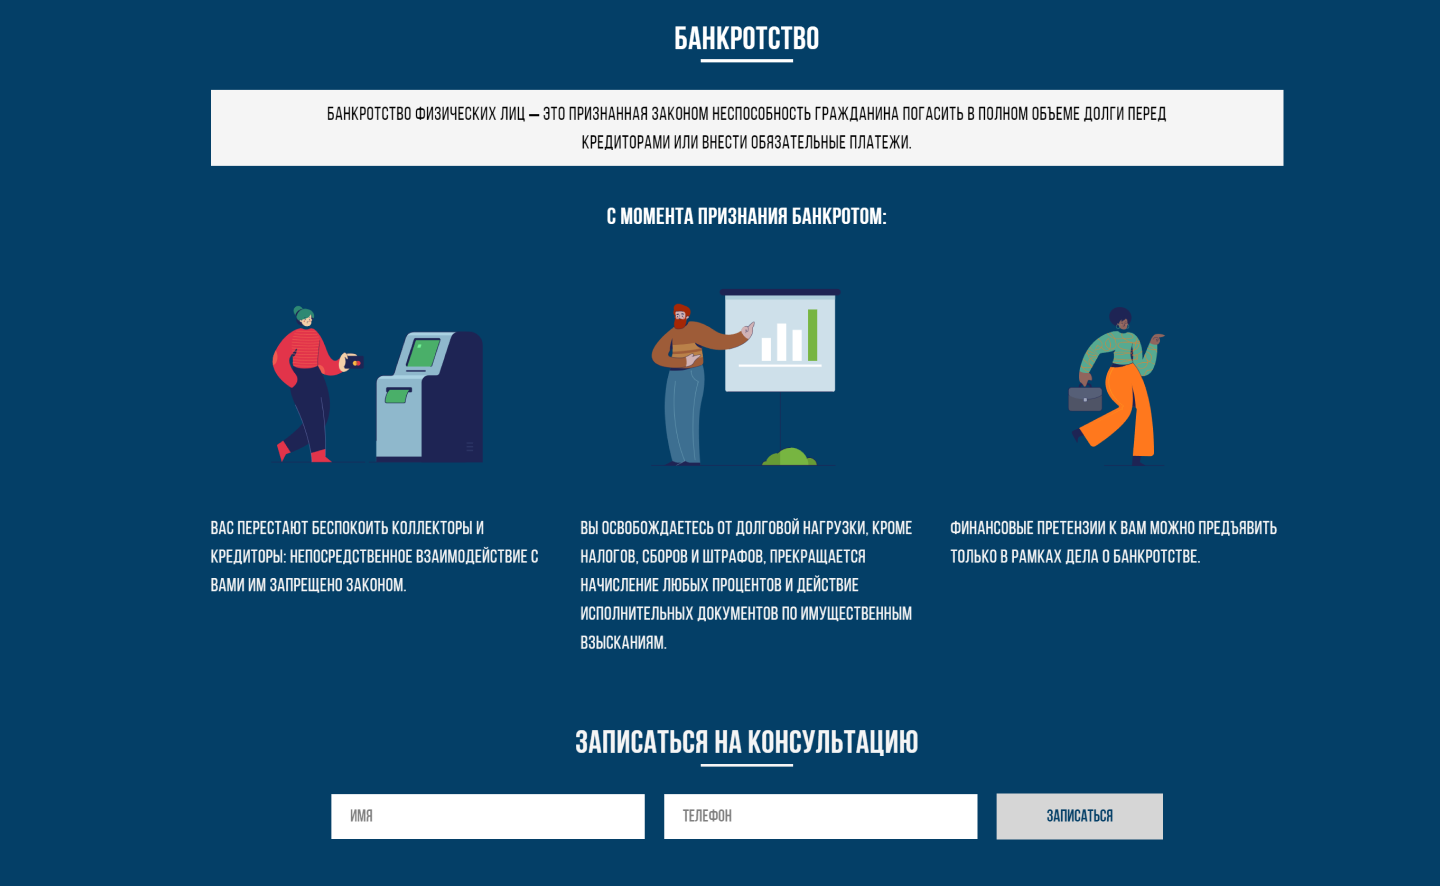 БАНКРОТСТВО
БАНКРОТСТВО ФИЗИЧЕСКИХ ЛИЦ — ЭТО ПРИЗНАННАЯ ЗАКОНОМ НЕСПОСОБНОСТЬ ГРАЖДАНИНА ПОГАСИТЬ В ПОЛНОМ ОБЪЕМЕ ДОЛГИ ПЕРЕД
КРЕДИТОРАМИ ИЛИ ВНЕСТИ ОБЯЗАТЕЛЬНЫЕ ПЛАТЕЖИ.
С МОМЕНТА ПРИЗНАНИЯ БАНКРОТОМ:
ВАС ПЕРЕСТАЮТ БЕСПОКОИТЬ КОЛЛЕКТОРЫ И
КРЕДИТОРЫ: НЕПОСРЕДСТВЕННОЕ ВЗАИМОДЕЙСТВИЕ С
ВАМИ ИМ ЗАПРЕЩЕНО ЗАКОНОМ.
ВЫ ОСВОБОЖДАЕТЕСЬ ОТ ДОЛГОВОЙ НАГРУЗКИ, КРОМЕ
НАЛОГОВ, СБОРОВ И ШТРАФОВ, ПРЕКРАЩАЕТСЯ
НАЧИСЛЕНИЕ ЛЮБЫХ ПРОЦЕНТОВ И ДЕЙСТВИЕ
ИСПОЛНИТЕЛЬНЫХ ДОКУМЕНТОВ ПО ИМУЩЕСТВЕННЫМ
ВЗЫСКАНИЯМ.
ФИНАНСОВЫЕ ПРЕТЕНЗИИ К ВАМ МОЖНО ПРЕДЪЯВИТЬ
ТОЛЬКО В РАМКАХ ДЕЛА О БАНКРОТСТВЕ.
ЗАПИСАТЬСЯ НА КОНСУЛЬТАЦИЮ
ИМЯ
ТЕЛЕФОН
ЗАПИСАТЬСЯ